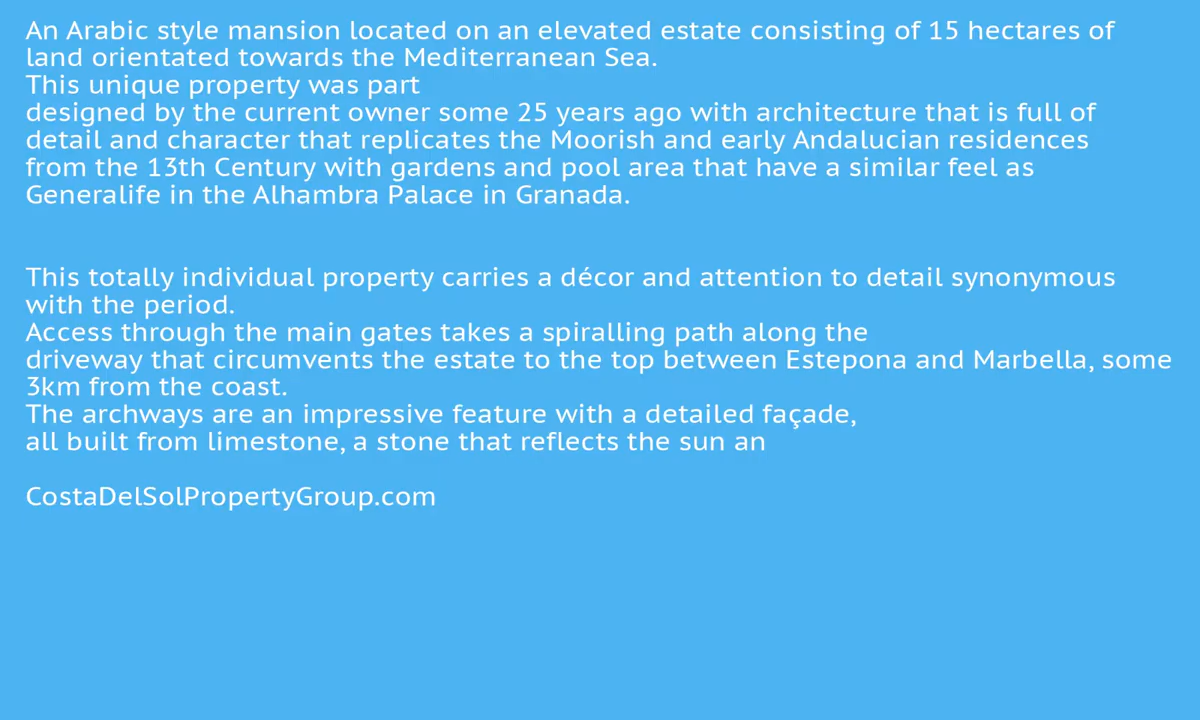 An Arabic style mansion located on an elevated estate consisting of 15 hectares of
land orientated towards the Mediterranean Sea.
This unique property was part
designed by the current owner some 25 years ago with architecture that is full of
detail and character that replicates the Moorish and early Andalucian residences
from the 13th Century with gardens and pool area that have a similar feel as
Generalife in the Alhambra Palace in Granada.
This totally individual property carries a décor and attention to detail synonymous
with the period.
Access through the main gates takes a spiralling path along the
driveway that circumvents the estate to the top between Estepona and Marbella, some
3km from the coast.
The archways are an impressive feature with a detailed façade,
all built from limestone, a stone that reflects the sun an
CostaDelSolPropertyGroup.com